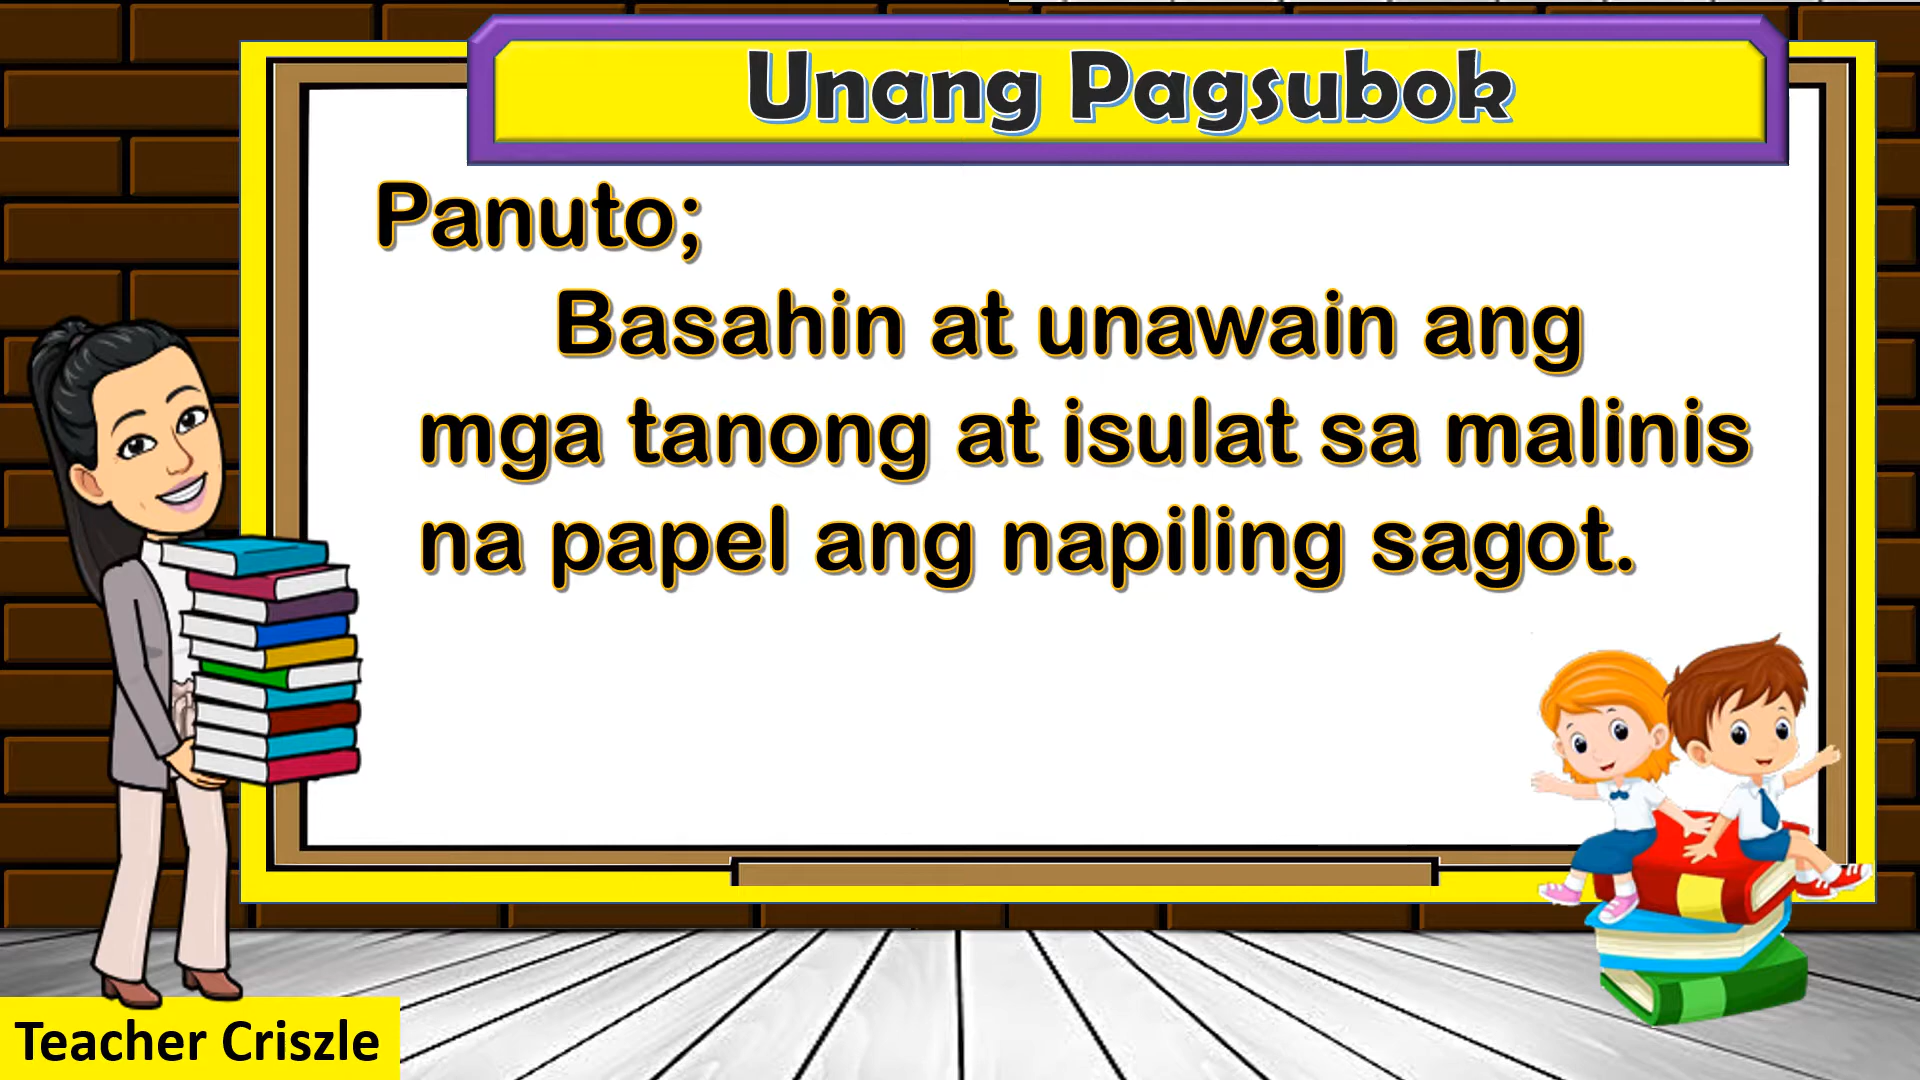 Unang Pagsubok
Panuto;
Basahin at unawain ang
mga tanong at isulat sa malinis
na papel ang napiling sagot.
Teacher Criszle